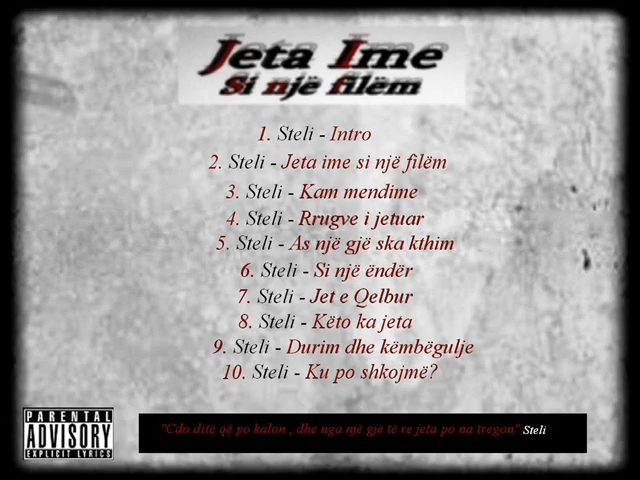 Jeta Ime
Si një filëm
1. Steli - Intro
2. Steli - Jeta ime si një filëm
3. Steli - Kam mendime
4. Steli - Rrugve i jetuar
5. Steli - As një gjë ska kthim
6. Steli - Si një ëndër
7. Steli - Jet e Qelbur
8. Steli - Këto ka jeta
9. Steli - Durim dhe këmbëgulje
10. Steli - Ku po shkojmë?
PARENTAL
ADVISORY
EXPLICIT LYRICS
"Cdo ditë që po kalon , dhe nga një gjë të re jeta po na tregon" Steli